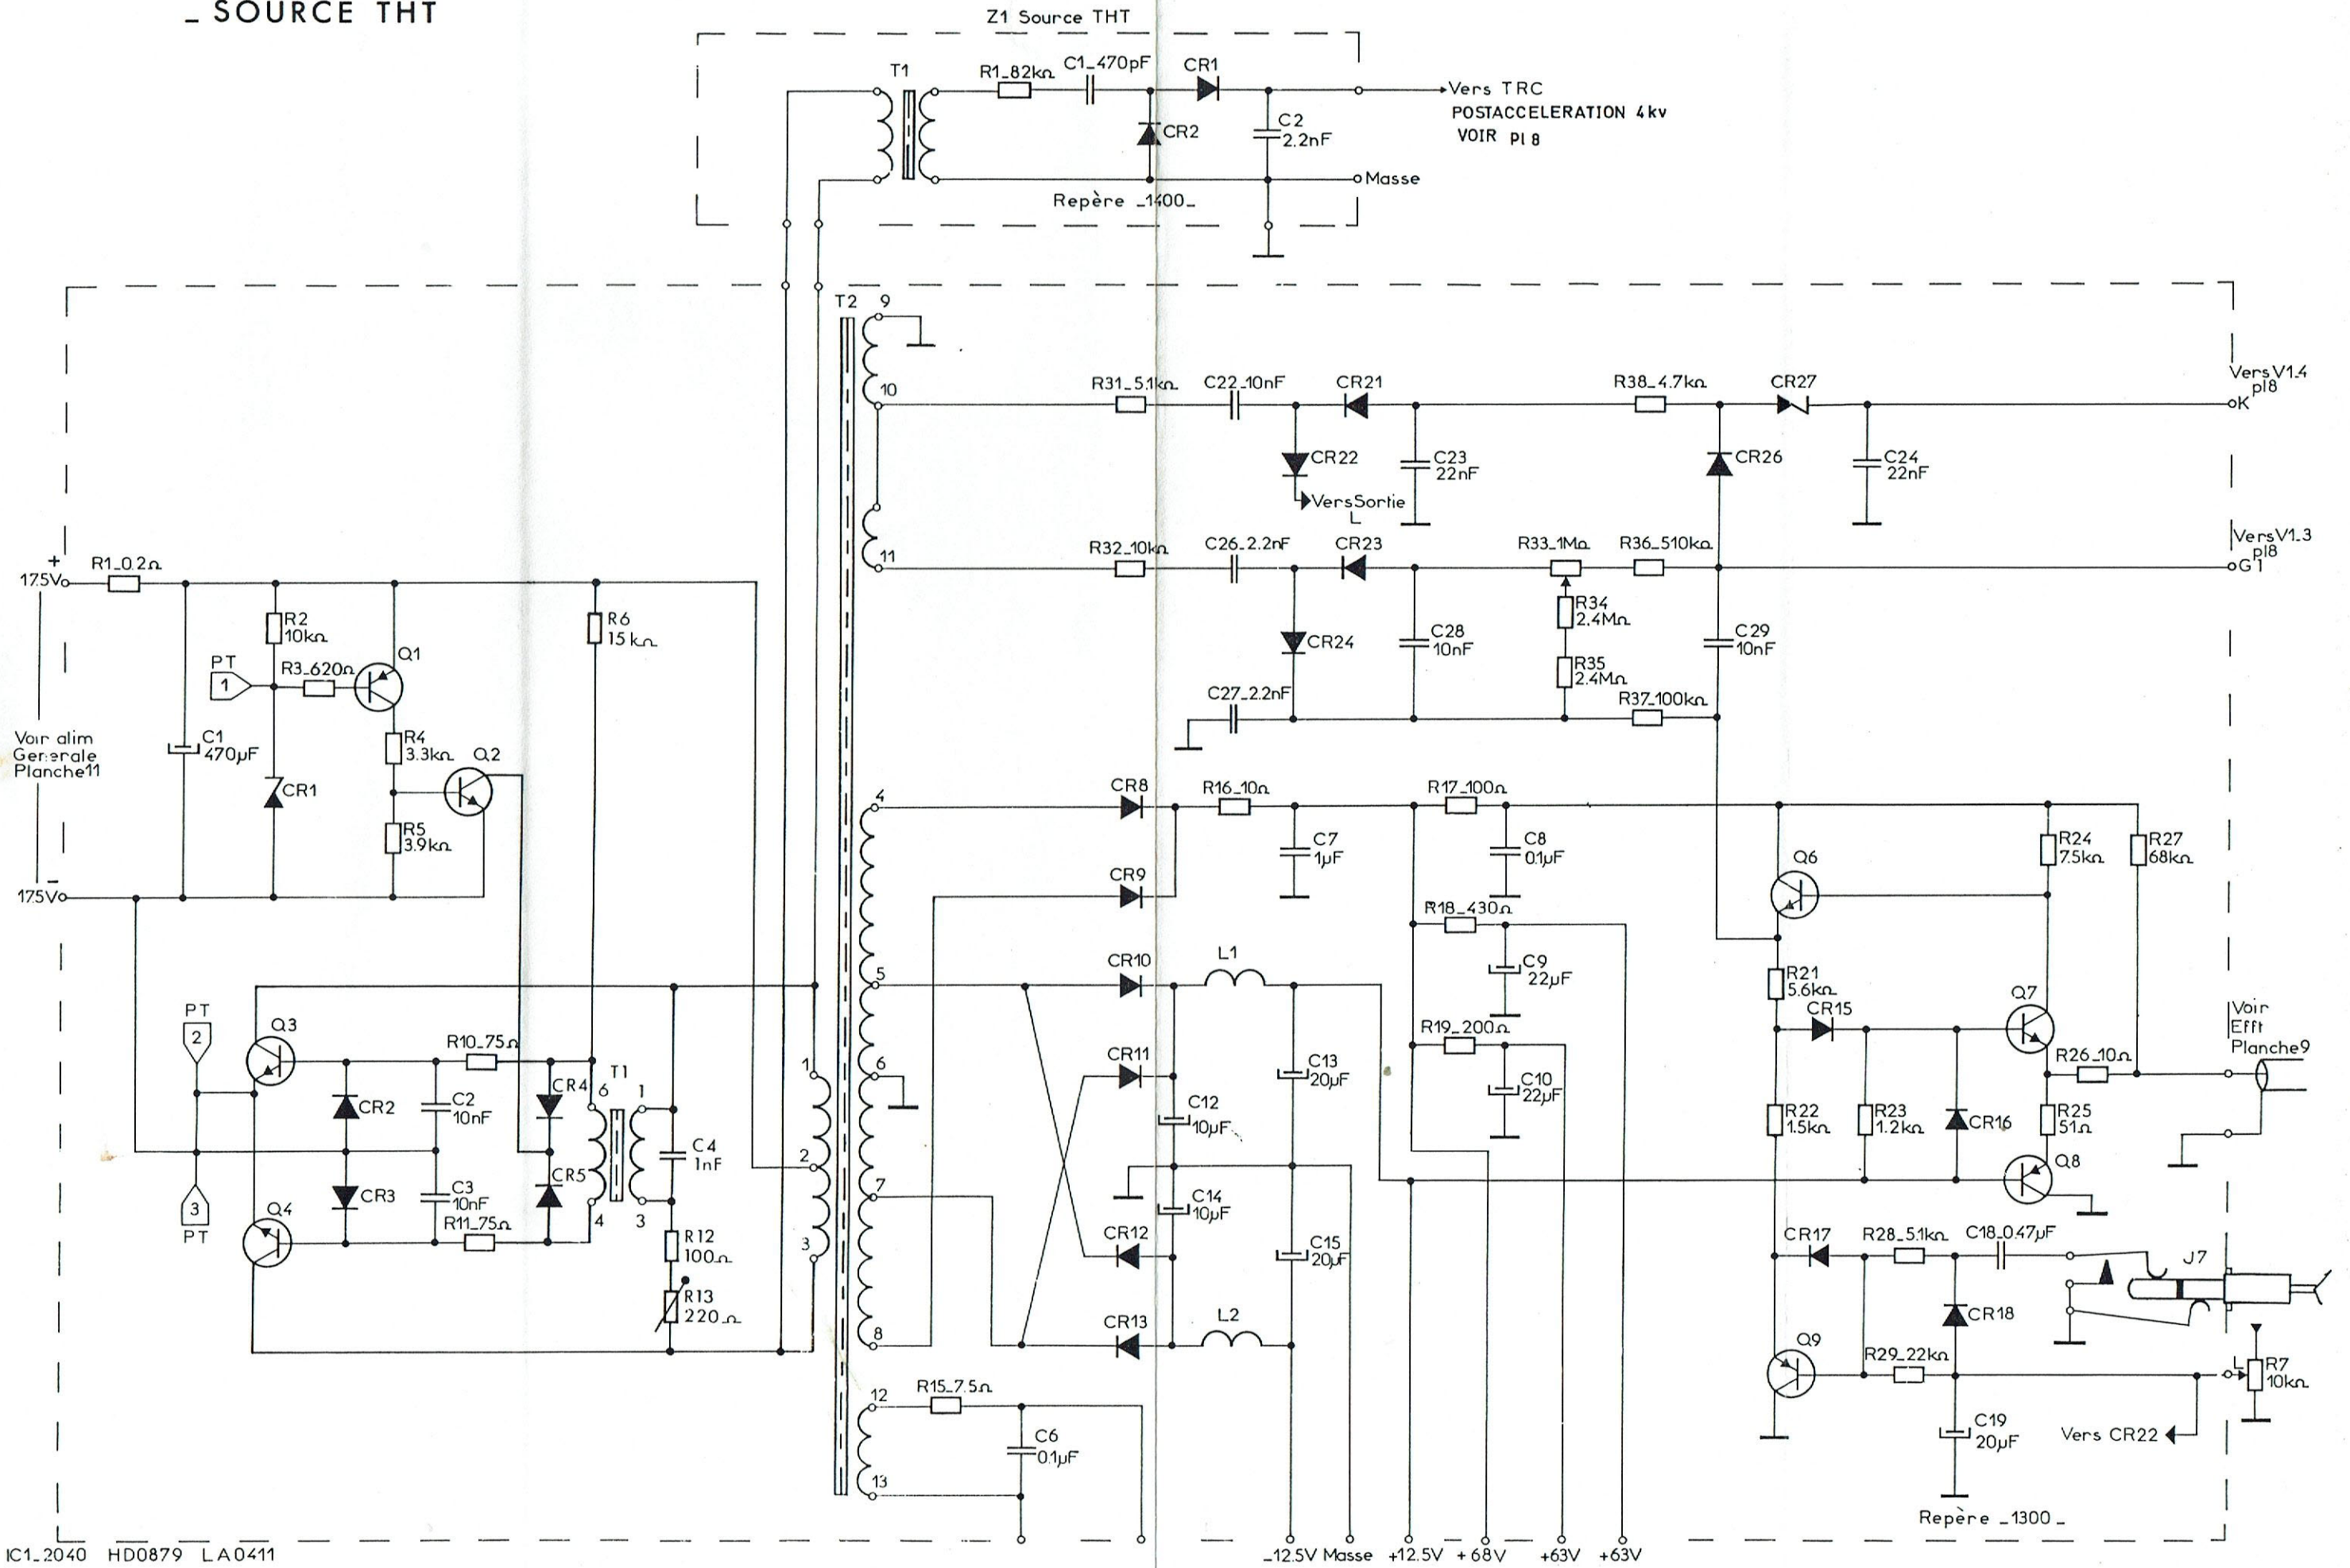 _ SOURCE THT
Z1 Source THT
T1
R1_82kΩ
C1_470pF
CR1
Vers TRC
POSTACCELERATION 4kv
VOIR Pl 8
CR2
C2
2.2nF
Masse
Repère _1400_
T2
9
10
R31_5.1kΩ
C22_10nF
CR21
R38_4.7kΩ
CR27
Vers V1.4
pl8
K
CR22
C23
22nF
CR26
C24
22nF
Vers Sortie
L
11
R32_10kΩ
C26_2.2nF
CR23
R33_1MΩ
R36_510kΩ
Vers V1.3
pl8
G1
+
17.5V
R1_0.2Ω
R2
10kΩ
R6
15kΩ
PT
1
R3_620Ω
Q1
CR24
C28
10nF
R34
2.4MΩ
C29
10nF
R35
2.4MΩ
C27_2.2nF
R37_100kΩ
Voir alim
Generale
Planche11
C1
470µF
R4
3.3kΩ
Q2
CR1
R5
3.9kΩ
_
17.5V
4
CR8
R16_10Ω
R17_100Ω
C7
1µF
C8
0.1µF
Q6
R24
7.5kΩ
R27
68kΩ
CR9
R18_430Ω
5
CR10
L1
C9
22µF
R21
5.6kΩ
Q7
CR15
Voir
Efft
Planche9
PT
2
Q3
R10_75Ω
CR4
6
T1
1
1
6
CR11
C13
20µF
R19_200Ω
C10
22µF
R26_10Ω
CR2
C2
10nF
C12
10µF
R22
1.5kΩ
R23
1.2kΩ
CR16
R25
51Ω
C4
1nF
2
Q8
CR3
C3
10nF
CR5
7
C14
10µF
3
PT
Q4
R11_75Ω
4
3
R12
100Ω
3
CR12
C15
20µF
CR17
R28_5.1kΩ
C18_0.47µF
J7
R13
220Ω
8
CR13
L2
CR18
Q9
R29_22kΩ
L
R7
10kΩ
12
R15_7.5Ω
C6
0.1µF
C19
20µF
Vers CR22
13
Repère _1300_
IC1_2040 HD0879 LA0411
_12.5V Masse +12.5V +68V +63V +63V